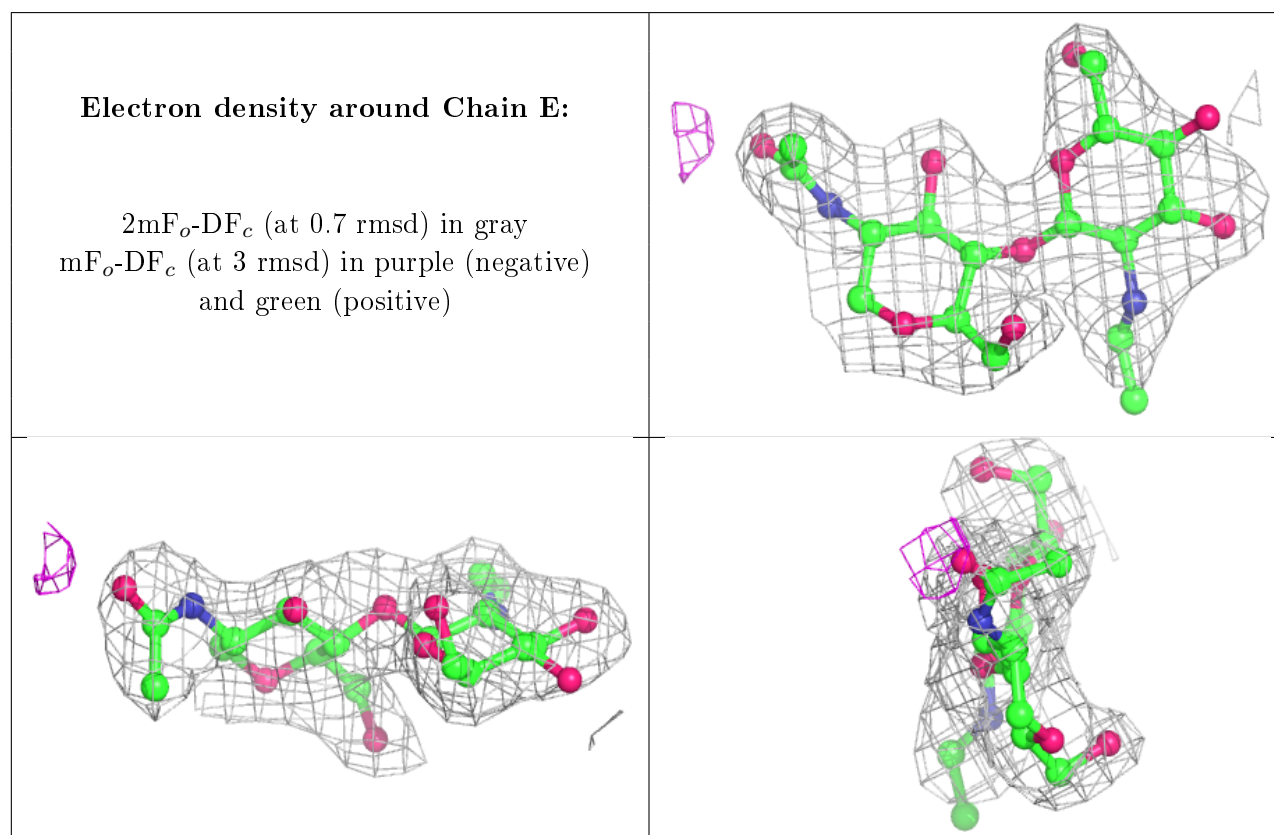 Electron density around Chain E:
2mFₒ-DF𝑐 (at 0.7 rmsd) in gray
mFₒ-DF𝑐 (at 3 rmsd) in purple (negative)
and green (positive)